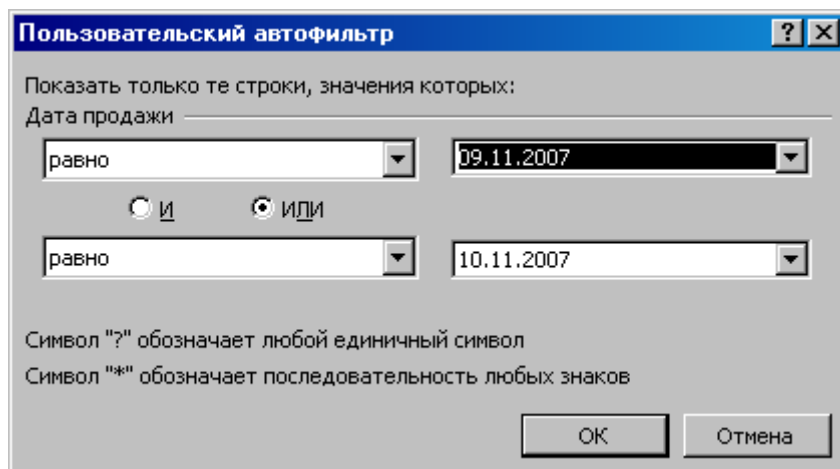 Пользовательский автофильтр
Показать только те строки, значения которых:
Дата продажи
равно 09.11.2007
И ИЛИ
равно 10.11.2007
Символ "?" обозначает любой единичный символ
Символ "*" обозначает последовательность любых знаков
ОК Отмена